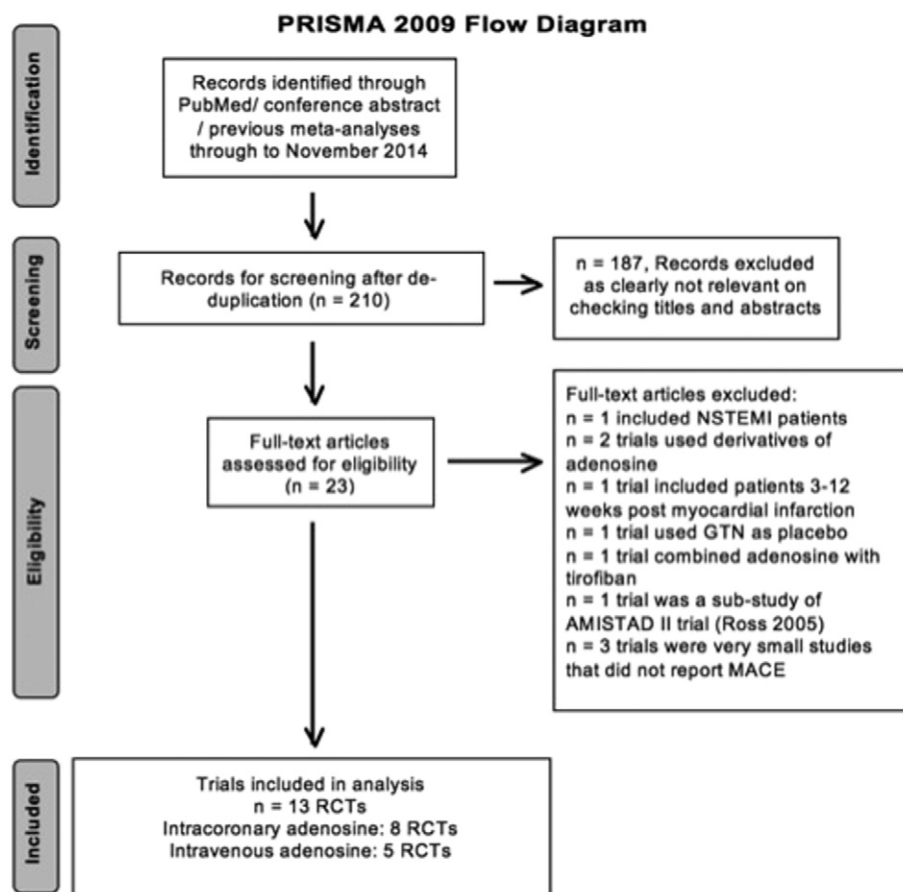 PRISMA 2009 Flow Diagram
Identification
Records identified through
PubMed/ conference abstract
/ previous meta-analyses
through to November 2014
Screening
Records for screening after de-
duplication (n = 210)
n = 187, Records excluded
as clearly not relevant on
checking titles and abstracts
Eligibility
Full-text articles
assessed for eligibility
(n = 23)
Full-text articles excluded:
n = 1 included NSTEMI patients
n = 2 trials used derivatives of
adenosine
n = 1 trial included patients 3-12
weeks post myocardial infarction
n = 1 trial used GTN as placebo
n = 1 trial combined adenosine with
tirofiban
n = 1 trial was a sub-study of
AMISTAD II trial (Ross 2005)
n = 3 trials were very small studies
that did not report MACE
Included
Trials included in analysis
n = 13 RCTs
Intracoronary adenosine: 8 RCTs
Intravenous adenosine: 5 RCTs